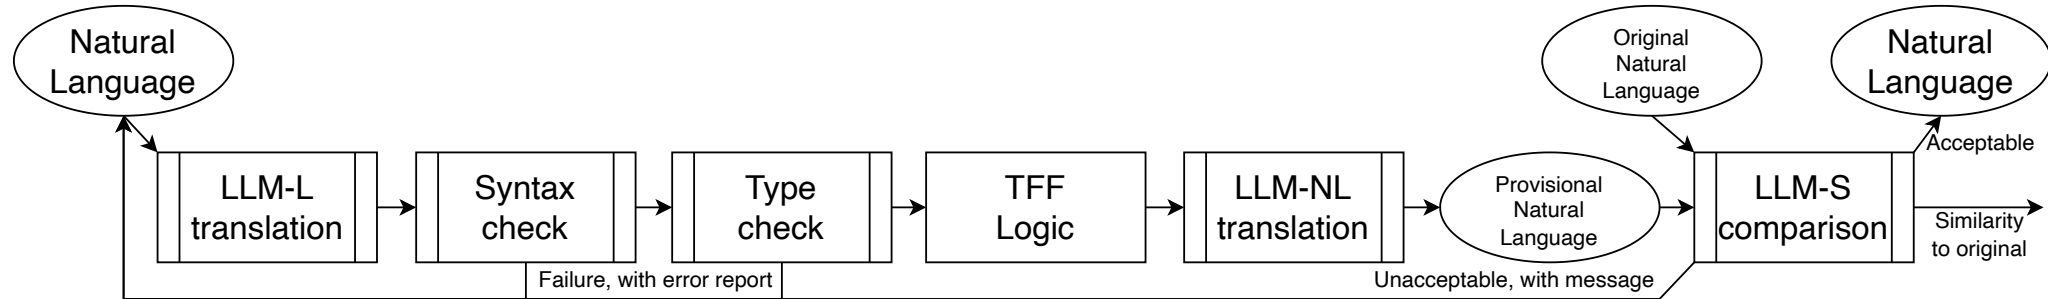 Natural
Language
LLM-L
translation
Syntax
check
Type
check
TFF
Logic
LLM-NL
translation
Provisional
Natural
Language
Original
Natural
Language
LLM-S
comparison
Natural
Language
Acceptable
Similarity
to original
Failure, with error report
Unacceptable, with message